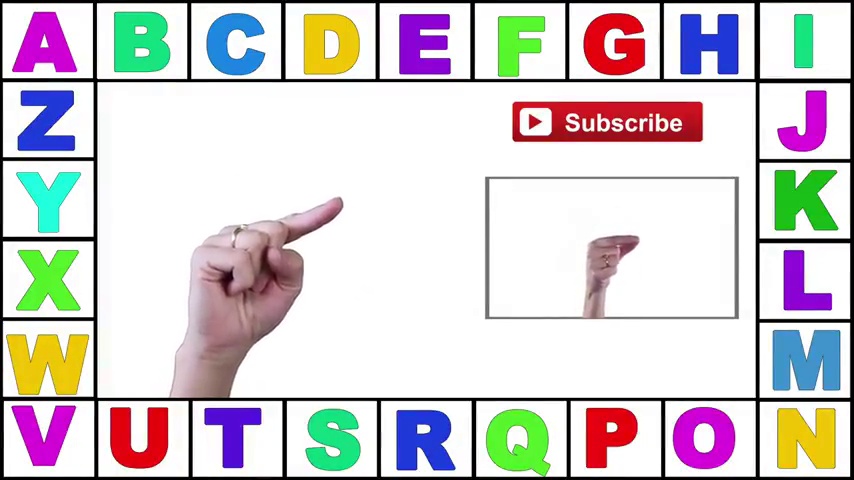 A B C D E F G H I
Subscribe
Z J
Y K
X L
W M
V U T S R Q P O N